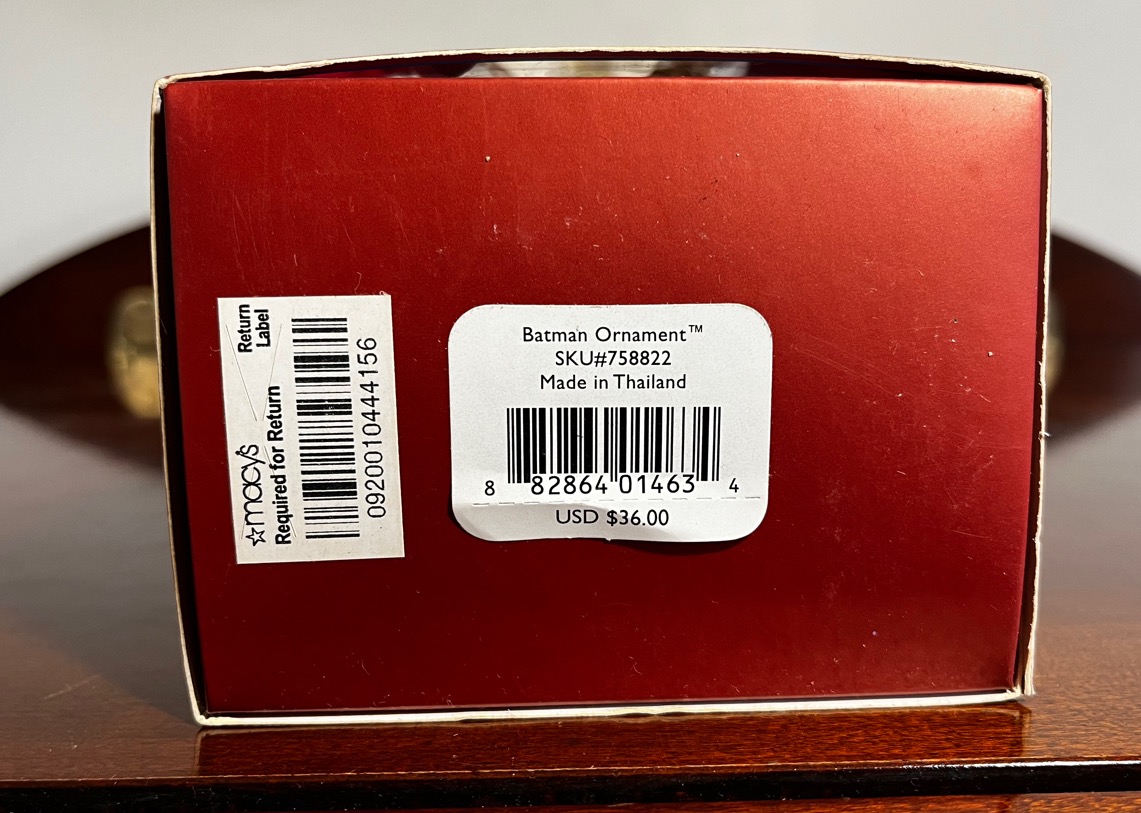 Return
Label
☆macy's
Required for Return
092001044156
Batman Ornament™
SKU#758822
Made in Thailand
8 82864 01463 4
USD $36.00